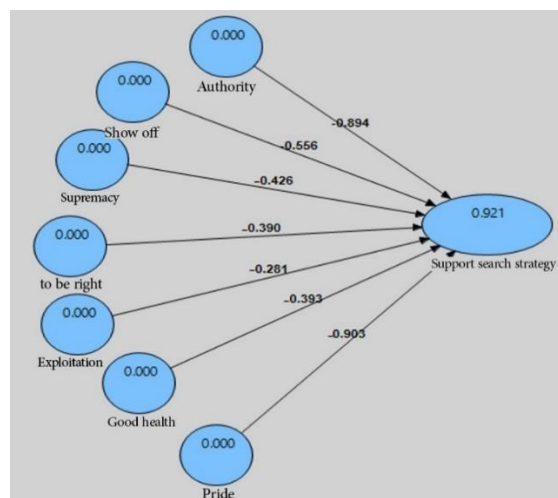 0.000
Authority
0.000
Show off
0.000
Supremacy
0.000
to be right
0.000
Exploitation
0.000
Good health
0.000
Pride
-0.894
-0.556
-0.426
-0.390
-0.281
-0.393
-0.903
0.921
Support search strategy